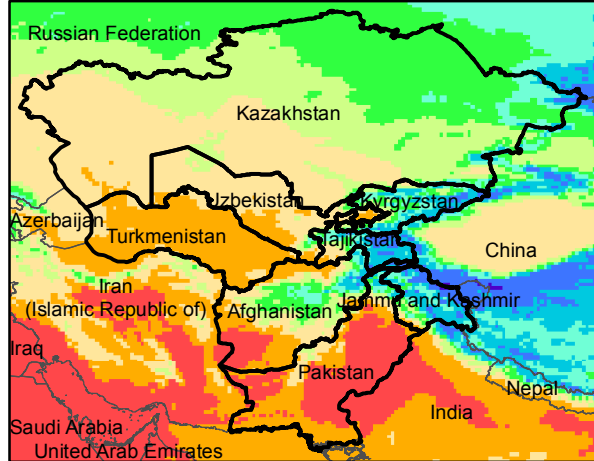 Russian Federation
Kazakhstan
Uzbekistan
Kyrgyzstan
Azerbaijan
Turkmenistan
Tajikistan
China
Iran
(Islamic Republic of)
Afghanistan
Jammu and Kashmir
Iraq
Pakistan
Nepal
India
Saudi Arabia
United Arab Emirates